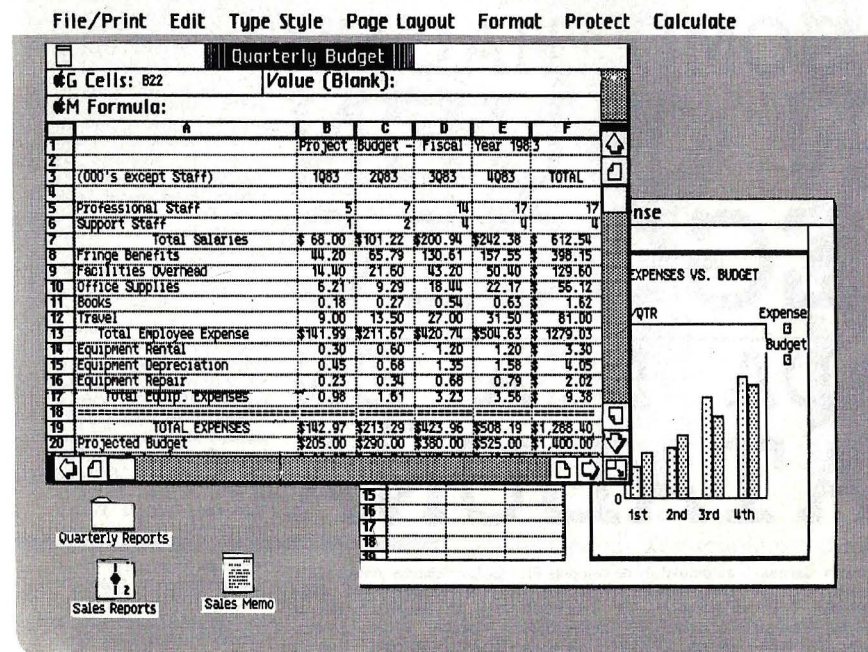 File/Print Edit Type Style Page Layout Format Protect Calculate
Quarterly Budget
G Cells: B22 Value (Blank):
M Formula:
A B C D E F
1 Project Budget - Fiscal Year 1983
2
3 (000's except Staff) 1Q83 2Q83 3Q83 4Q83 TOTAL
4
5 Professional Staff 5 7 14 17 17
6 Support Staff 1 2 4 4 4
7 Total Salaries $ 68.00 $101.22 $200.94 $242.38 $ 612.54
8 Fringe Benefits 44.20 65.79 130.61 157.55 $ 398.15
9 Facilities Overhead 14.40 21.60 43.20 50.40 $ 129.60
10 Office Supplies 6.21 9.29 18.44 22.17 $ 56.12
11 Books 0.18 0.27 0.54 0.63 $ 1.62
12 Travel 9.00 13.50 27.00 31.50 $ 81.00
13 Total Employee Expense $141.99 $211.67 $420.74 $504.63 $ 1279.03
14 Equipment Rental 0.30 0.60 1.20 1.20 $ 3.30
15 Equipment Depreciation 0.45 0.68 1.35 1.58 $ 4.05
16 Equipment Repair 0.23 0.34 0.68 0.79 $ 2.02
17 Total Equip. Expenses 0.98 1.61 3.23 3.56 $ 9.38
18
19 TOTAL EXPENSES $142.97 $213.29 $423.96 $508.19 $1,288.40
20 Projected Budget $205.00 $290.00 $380.00 $525.00 $1,400.00
nse
EXPENSES VS. BUDGET
/QTR
Expense
Budget
0
1st 2nd 3rd 4th
15
16
17
18
Quarterly Reports
Sales Reports
Sales Memo